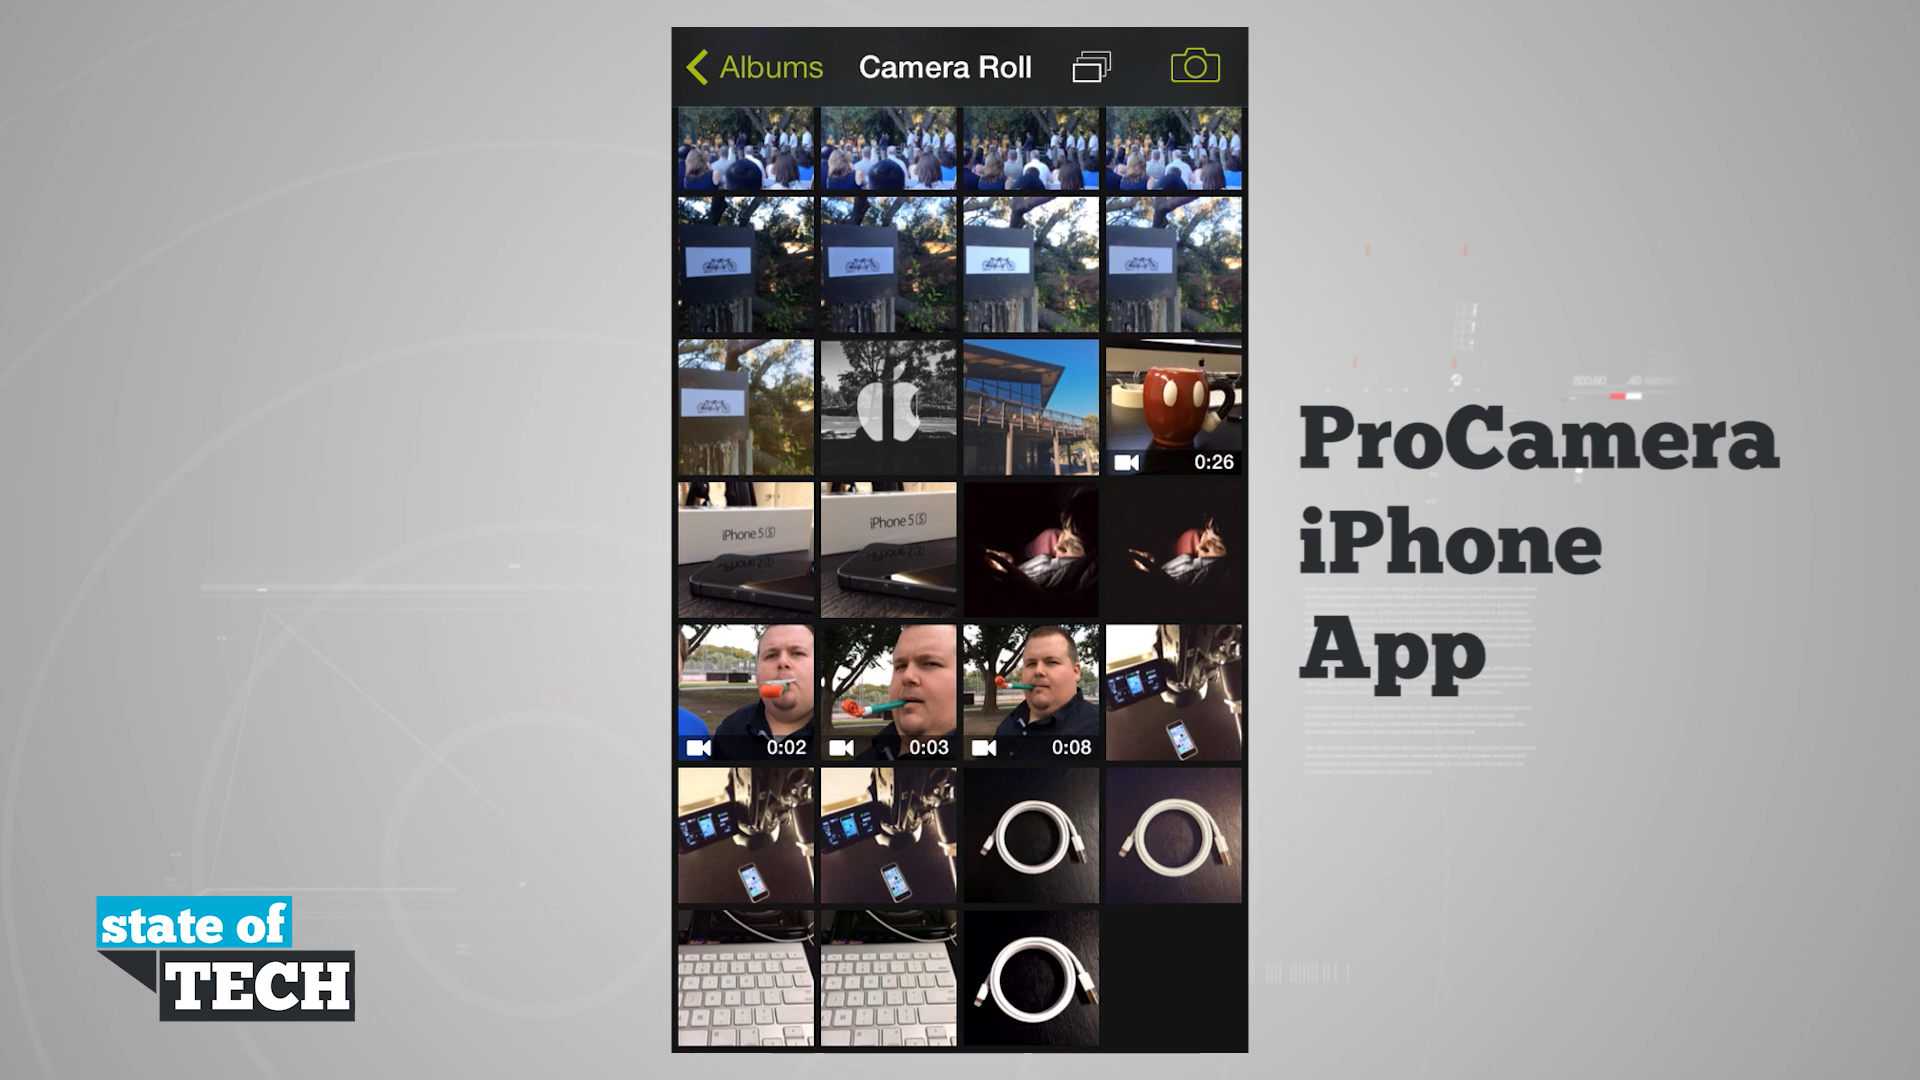 Albums Camera Roll
0:26
iPhone 5s
iPhone 5s
0:02
0:03
0:08
ProCamera
iPhone
App
state of
TECH